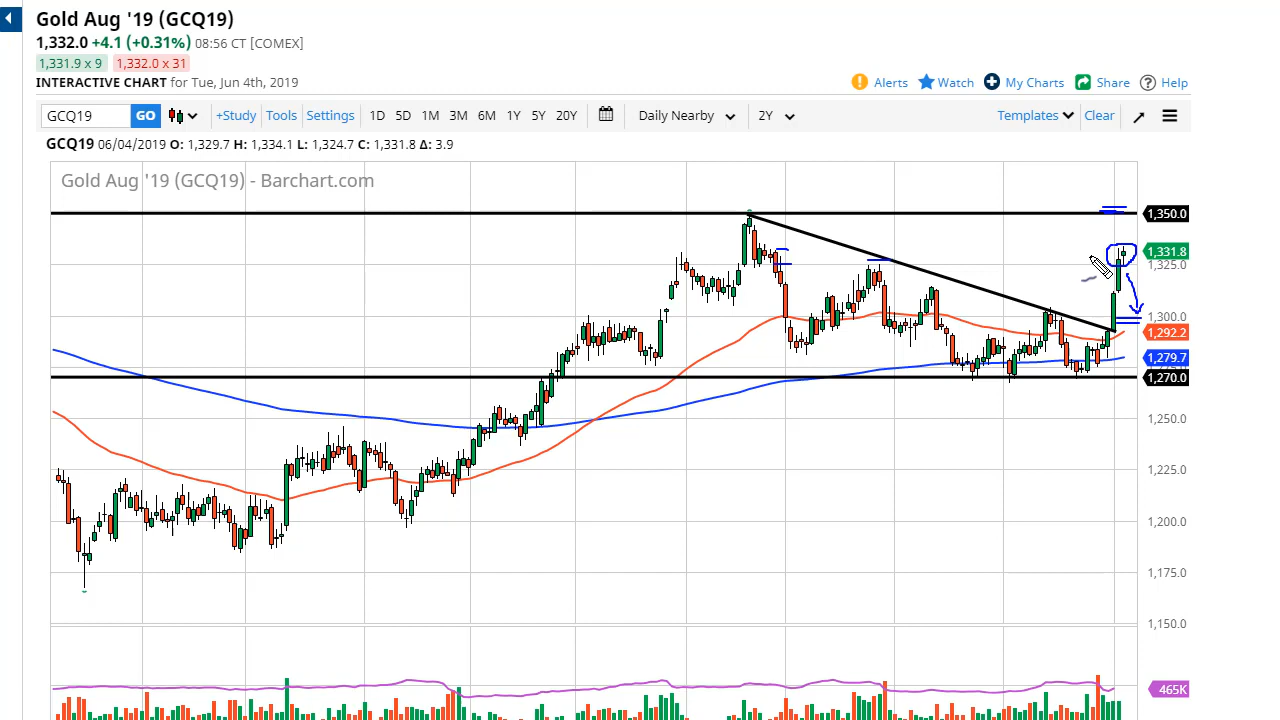 Gold Aug '19 (GCQ19)
1,332.0 +4.1 (+0.31%) 08:56 CT [COMEX]
1,331.9 x 9 1,332.0 x 31
INTERACTIVE CHART for Tue, Jun 4th, 2019
Alerts Watch My Charts Share Help
GCQ19 GO +Study Tools Settings 1D 5D 1M 3M 6M 1Y 5Y 20Y Daily Nearby 2Y Templates Clear
GCQ19 06/04/2019 O: 1,329.7 H: 1,334.1 L: 1,324.7 C: 1,331.8 Δ: 3.9
Gold Aug '19 (GCQ19) - Barchart.com
1,350.0
1,331.8
1,325.0
1,300.0
1,292.2
1,279.7
1,270.0
1,250.0
1,225.0
1,200.0
1,175.0
1,150.0
465K